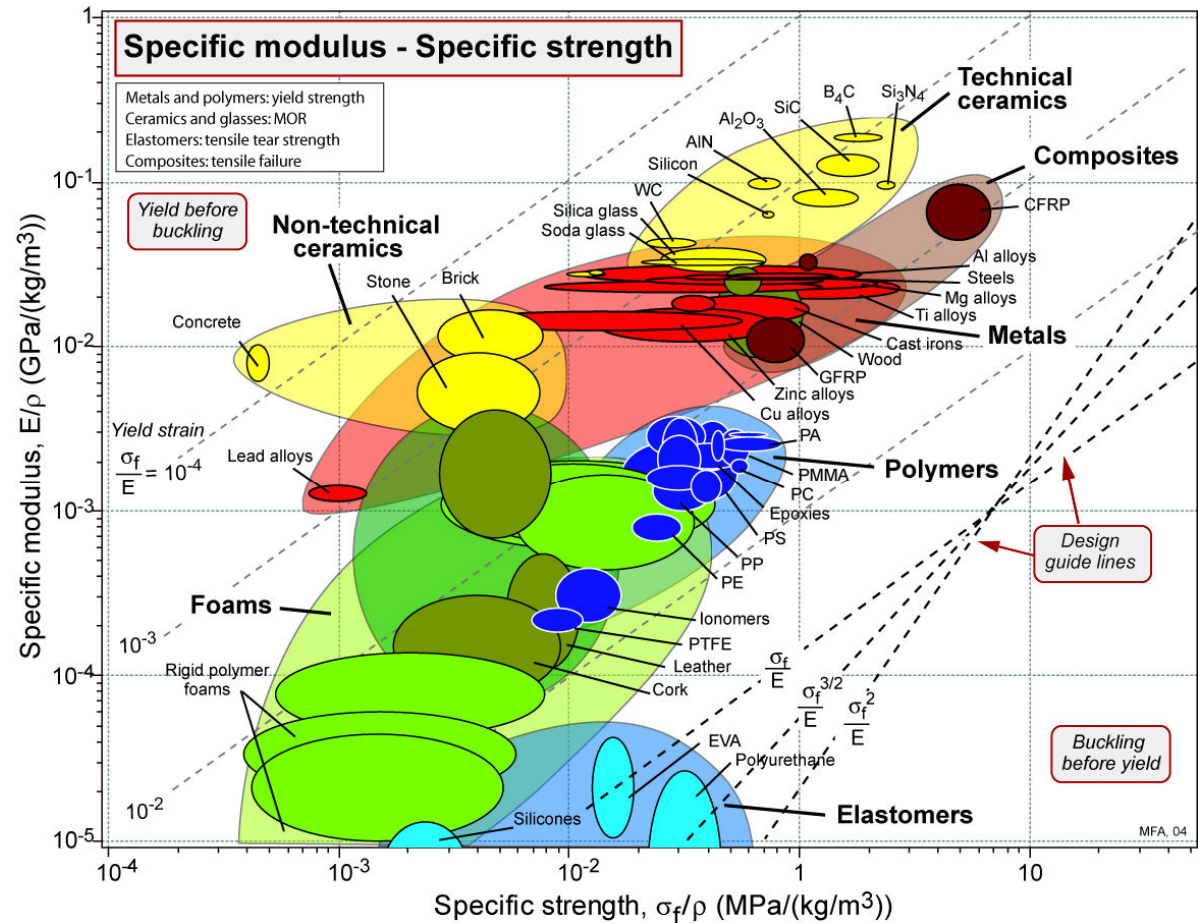 Specific modulus - Specific strength
Metals and polymers: yield strength
Ceramics and glasses: MOR
Elastomers: tensile tear strength
Composites: tensile failure
Yield before
buckling
Non-technical
ceramics
Technical
ceramics
Composites
Metals
Polymers
Foams
Elastomers
B₄C
Si₃N₄
SiC
Al₂O₃
AlN
Silicon
WC
Silica glass
Soda glass
CFRP
Al alloys
Steels
Mg alloys
Ti alloys
Cast irons
Wood
GFRP
Zinc alloys
Cu alloys
Stone
Brick
Concrete
Lead alloys
PA
PMMA
PC
Epoxies
PS
PP
PE
Ionomers
PTFE
Leather
Cork
Rigid polymer
foams
EVA
Polyurethane
Silicones
Yield strain
σf/E = 10⁻⁴
10⁻³
10⁻²
σf/E
σf^3/2/E
σf²/E
Design
guide lines
Buckling
before yield
MFA, 04
1
10⁻¹
10⁻²
10⁻³
10⁻⁴
10⁻⁵
Specific modulus, E/ρ (GPa/(kg/m³))
10⁻⁴
10⁻³
10⁻²
10⁻¹
1
10
Specific strength, σf/ρ (MPa/(kg/m³))